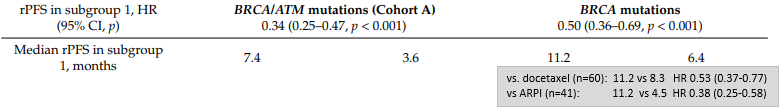 rPFS in subgroup 1, HR (95% CI, p)
BRCA/ATM mutations (Cohort A)
0.34 (0.25–0.47, p < 0.001)
BRCA mutations
0.50 (0.36–0.69, p < 0.001)
Median rPFS in subgroup 1, months
7.4 3.6 11.2 6.4
vs. docetaxel (n=60): 11.2 vs 8.3 HR 0.53 (0.37-0.77)
vs ARPI (n=41): 11.2 vs 4.5 HR 0.38 (0.25-0.58)